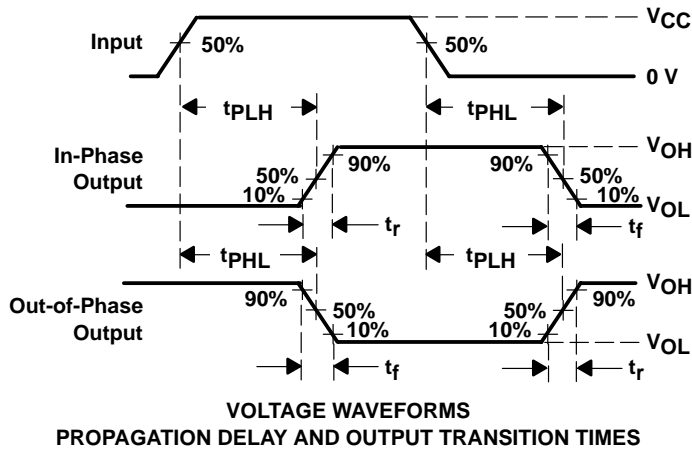 VCC
Input
50%
50%
0 V
tPLH
tPHL
In-Phase
Output
VOH
90%
90%
50%
50%
10%
10%
VOL
tr
tf
tPHL
tPLH
Out-of-Phase
Output
VOH
90%
90%
50%
50%
10%
10%
VOL
tf
tr
VOLTAGE WAVEFORMS
PROPAGATION DELAY AND OUTPUT TRANSITION TIMES